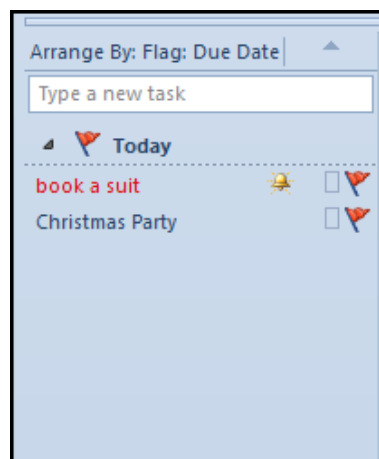 Arrange By: Flag: Due Date
Type a new task
Today
book a suit
Christmas Party